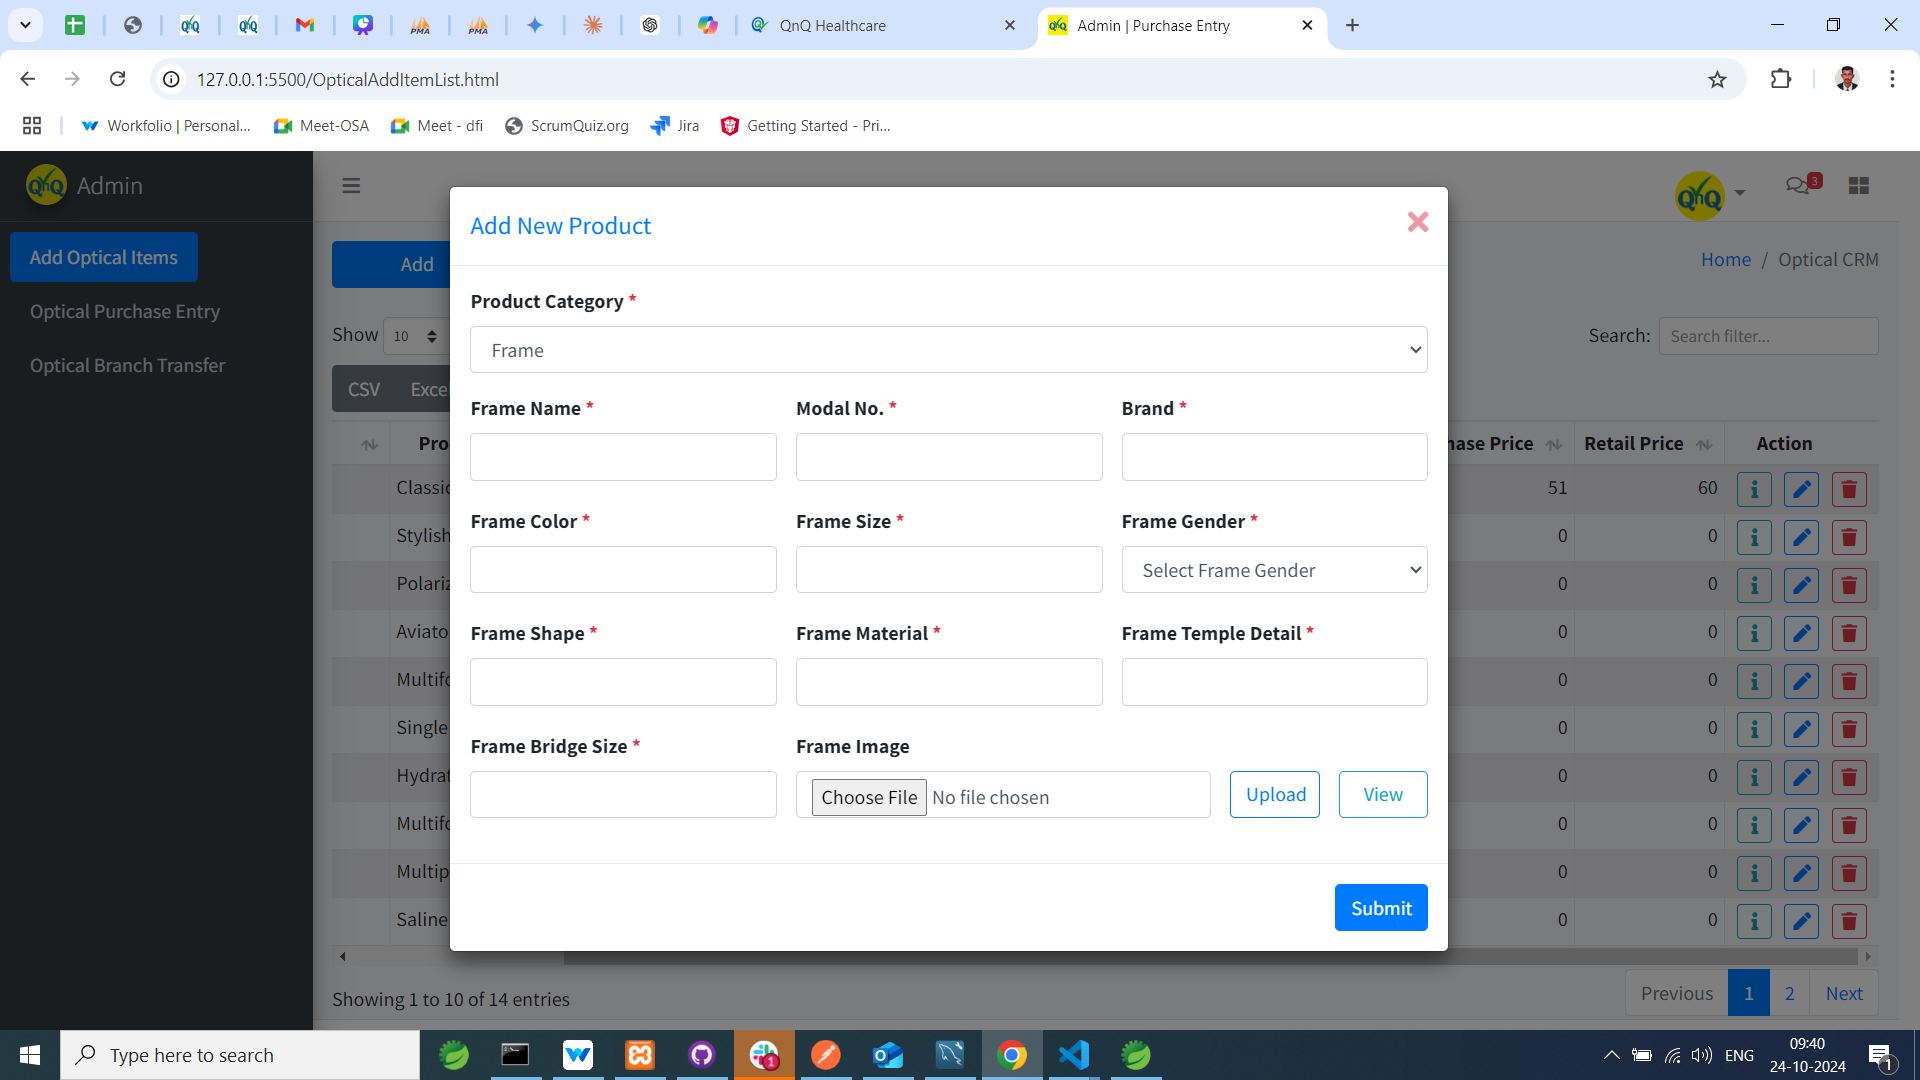 QnQ Healthcare
Admin | Purchase Entry
127.0.0.1:5500/OpticalAddItemList.html
Workfolio | Personal...
Meet-OSA
Meet - dfi
ScrumQuiz.org
Jira
Getting Started - Pri...
QnQ Admin
QnQ
3
Add Optical Items
Optical Purchase Entry
Optical Branch Transfer
Add
Home / Optical CRM
Show 10
Search: Search filter...
CSV Excel
Add New Product
Product Category *
Frame
Frame Name *
Modal No. *
Brand *
Frame Color *
Frame Size *
Frame Gender *
Select Frame Gender
Frame Shape *
Frame Material *
Frame Temple Detail *
Frame Bridge Size *
Frame Image
Choose File No file chosen
Upload
View
Submit
Pro
hase Price
Retail Price
Action
Classic
51
60
Stylish
0
0
Polariz
0
0
Aviato
0
0
Multifo
0
0
Single
0
0
Hydrat
0
0
Multifo
0
0
Multip
0
0
Saline
0
0
Showing 1 to 10 of 14 entries
Previous 1 2 Next
Type here to search
1
ENG
09:40
24-10-2024
1